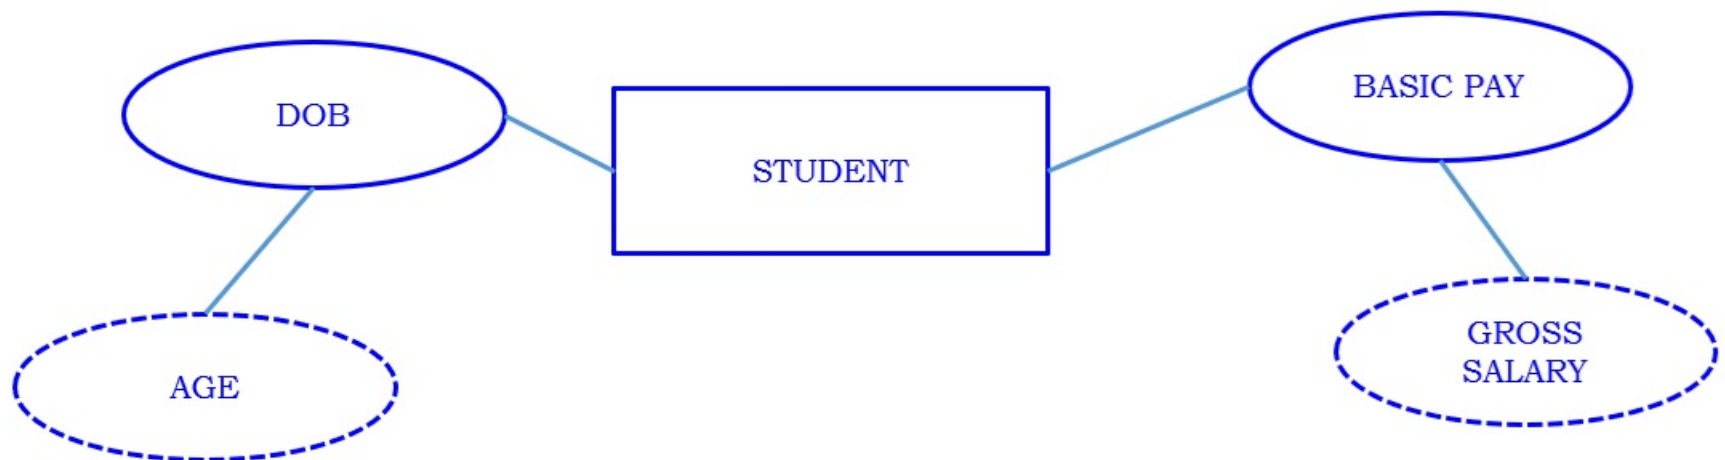 DOB
STUDENT
BASIC PAY
AGE
GROSS
SALARY